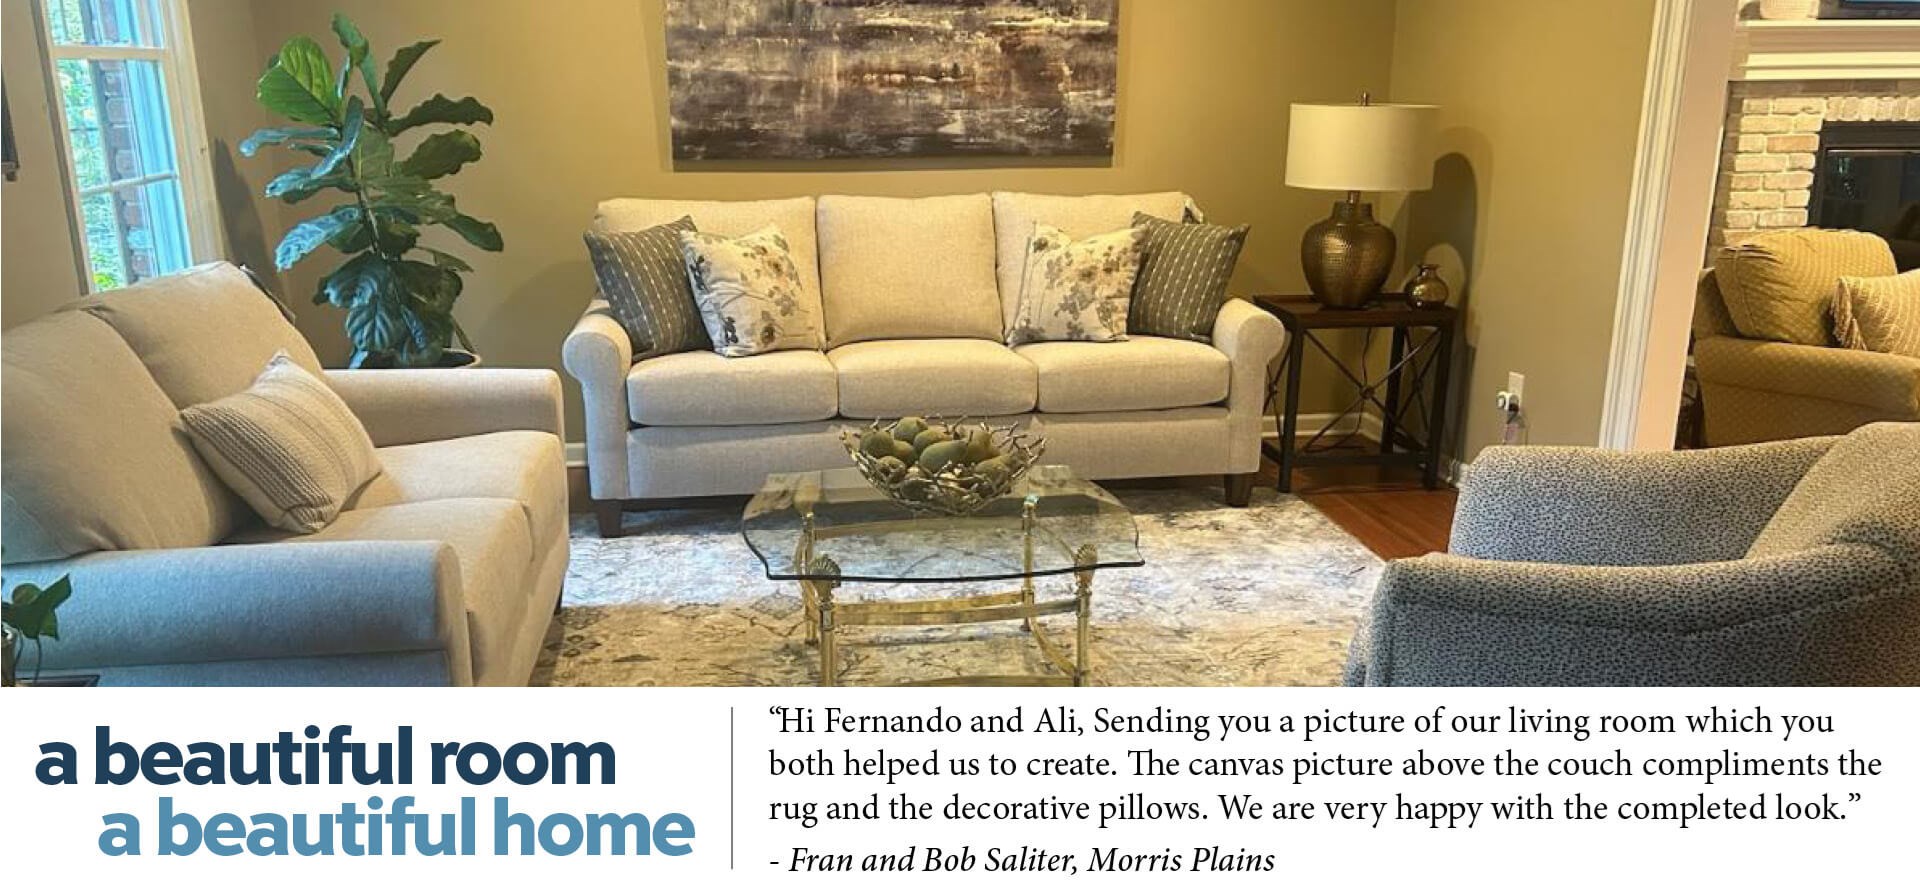 a beautiful room
a beautiful home
“Hi Fernando and Ali, Sending you a picture of our living room which you
both helped us to create. The canvas picture above the couch compliments the
rug and the decorative pillows. We are very happy with the completed look.”
- Fran and Bob Saliter, Morris Plains